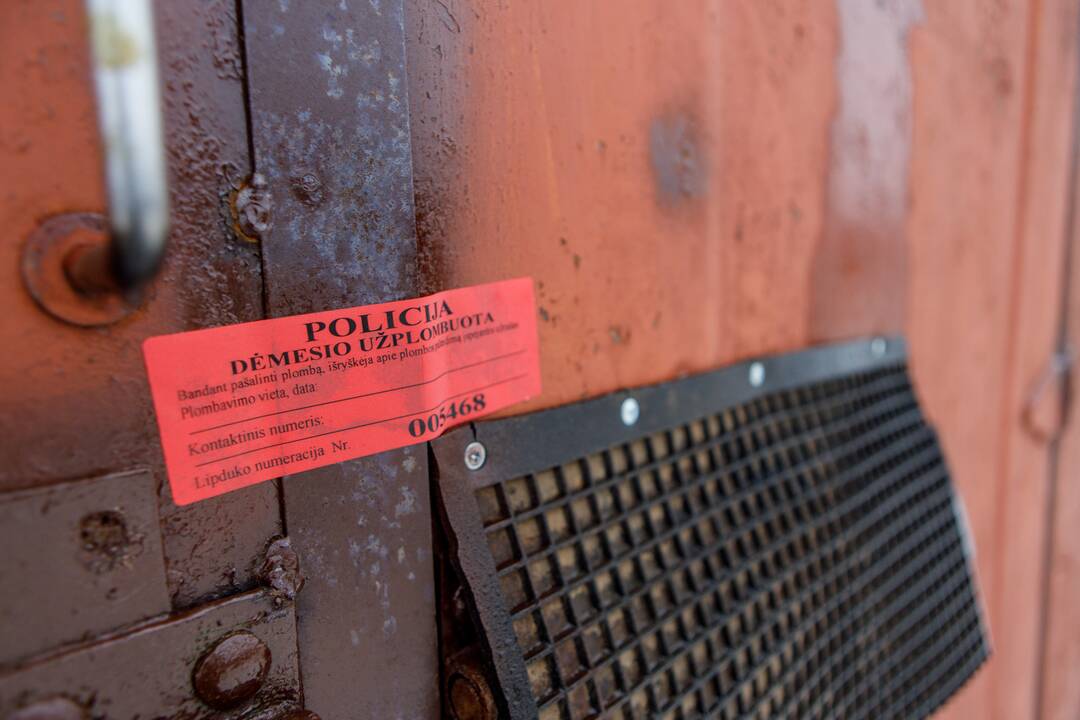 POLICIJA
DĖMESIO UŽPLOMBUOTA
Bandant pašalinti plombą, išryškėja apie plombos
Plombavimo vieta, data:
Kontaktinis numeris:
Lipduko numeracija Nr. 005468